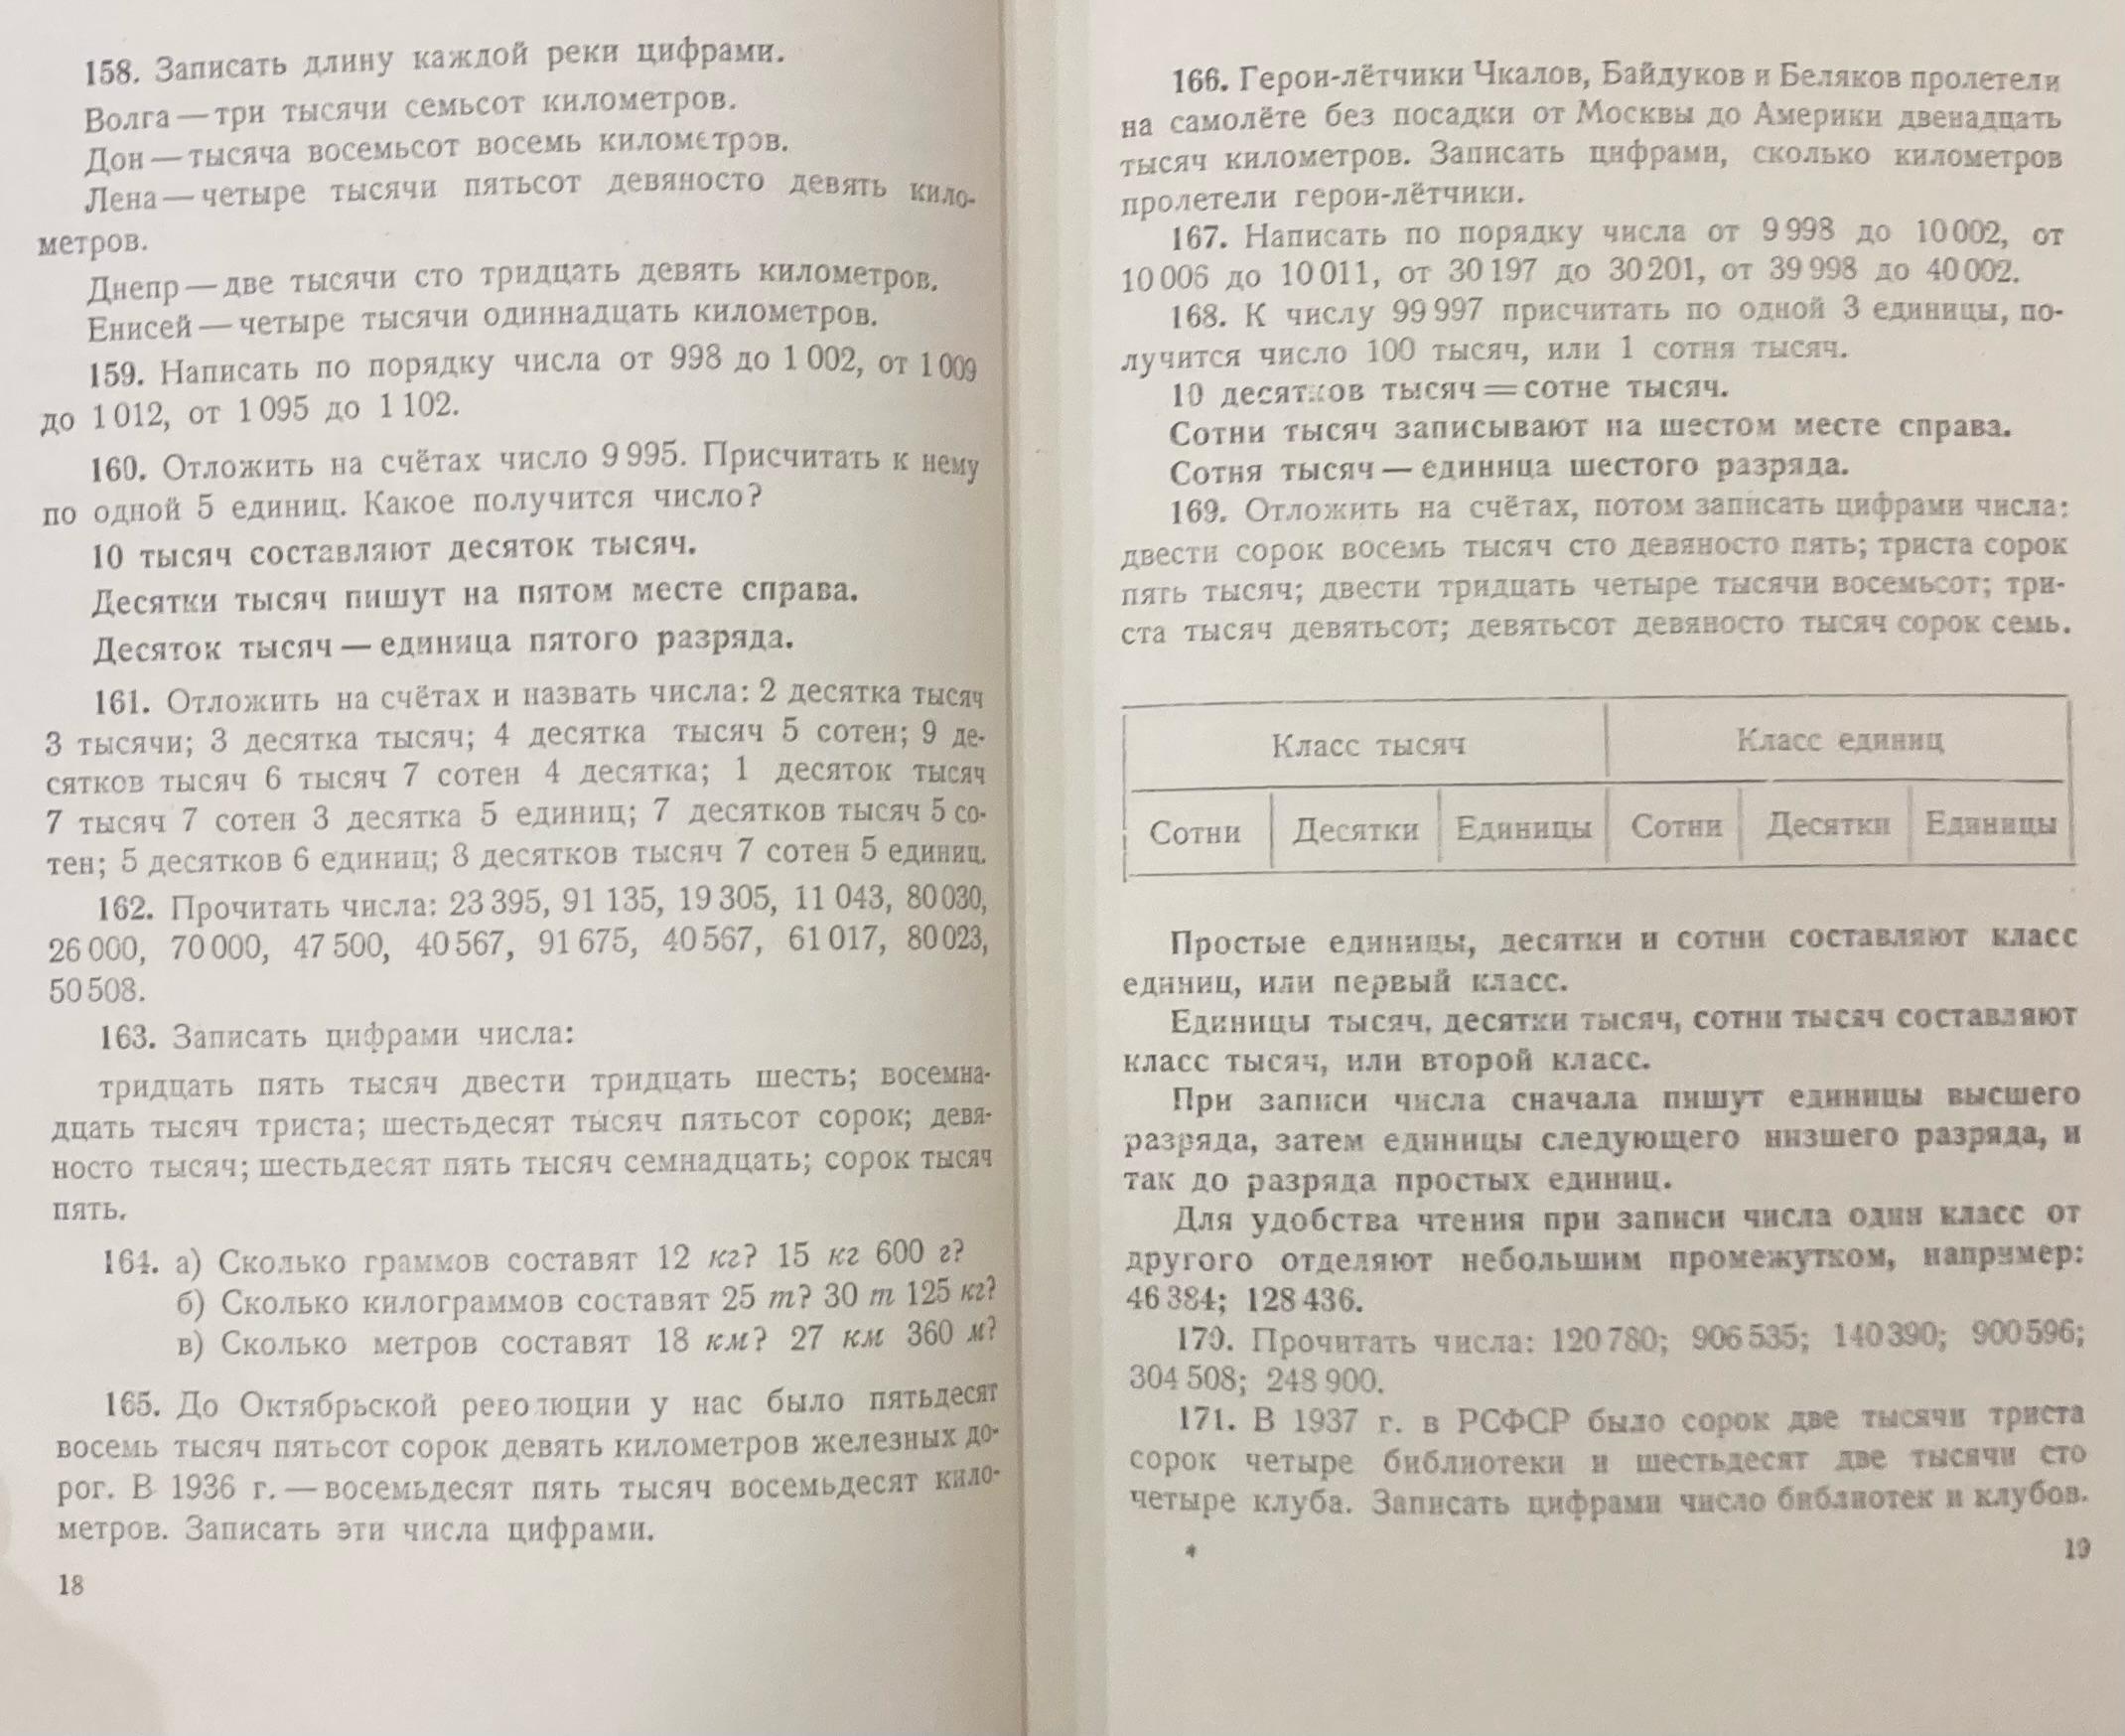 158. Записать длину каждой реки цифрами.
Волга — три тысячи семьсот километров.
Дон — тысяча восемьсот восемь километров.
Лена — четыре тысячи пятьсот девяносто девять кило-
метров.
Днепр — две тысячи сто тридцать девять километров.
Енисей — четыре тысячи одиннадцать километров.
159. Написать по порядку числа от 998 до 1 002, от 1 009
до 1 012, от 1 095 до 1 102.
160. Отложить на счётах число 9 995. Присчитать к нему
по одной 5 единиц. Какое получится число?
10 тысяч составляют десяток тысяч.
Десятки тысяч пишут на пятом месте справа.
Десяток тысяч — единица пятого разряда.
161. Отложить на счётах и назвать числа: 2 десятка тысяч
3 тысячи; 3 десятка тысяч; 4 десятка тысяч 5 сотен; 9 де-
сятков тысяч 6 тысяч 7 сотен 4 десятка; 1 десяток тысяч
7 тысяч 7 сотен 3 десятка 5 единиц; 7 десятков тысяч 5 со-
тен; 5 десятков 6 единиц; 8 десятков тысяч 7 сотен 5 единиц.
162. Прочитать числа: 23 395, 91 135, 19 305, 11 043, 80 030,
26 000, 70 000, 47 500, 40 567, 91 675, 40 567, 61 017, 80 023,
50 508.
163. Записать цифрами числа:
тридцать пять тысяч двести тридцать шесть; восемна-
дцать тысяч триста; шестьдесят тысяч пятьсот сорок; девя-
носто тысяч; шестьдесят пять тысяч семнадцать; сорок тысяч
пять.
164. а) Сколько граммов составят 12 кг? 15 кг 600 г?
б) Сколько килограммов составят 25 т? 30 т 125 кг?
в) Сколько метров составят 18 км? 27 км 360 м?
165. До Октябрьской революции у нас было пятьдесят
восемь тысяч пятьсот сорок девять километров железных до-
рог. В 1936 г. — восемьдесят пять тысяч восемьдесят кило-
метров. Записать эти числа цифрами.
18
166. Герои-лётчики Чкалов, Байдуков и Беляков пролетели
на самолёте без посадки от Москвы до Америки двенадцать
тысяч километров. Записать цифрами, сколько километров
пролетели герои-лётчики.
167. Написать по порядку числа от 9 998 до 10 002, от
10 006 до 10 011, от 30 197 до 30 201, от 39 998 до 40 002.
168. К числу 99 997 присчитать по одной 3 единицы, по-
лучится число 100 тысяч, или 1 сотня тысяч.
10 десятков тысяч = сотне тысяч.
Сотни тысяч записывают на шестом месте справа.
Сотня тысяч — единица шестого разряда.
169. Отложить на счётах, потом записать цифрами числа:
двести сорок восемь тысяч сто девяносто пять; триста сорок
пять тысяч; двести тридцать четыре тысячи восемьсот; три-
ста тысяч девятьсот; девятьсот девяносто тысяч сорок семь.
Класс тысяч Класс единиц
Сотни Десятки Единицы Сотни Десятки Единицы
Простые единицы, десятки и сотни составляют класс
единиц, или первый класс.
Единицы тысяч, десятки тысяч, сотни тысяч составляют
класс тысяч, или второй класс.
При записи числа сначала пишут единицы высшего
разряда, затем единицы следующего низшего разряда, и
так до разряда простых единиц.
Для удобства чтения при записи числа один класс от
другого отделяют небольшим промежутком, например:
46 384; 128 436.
170. Прочитать числа: 120 780; 906 535; 140 390; 900 596;
304 508; 248 900.
171. В 1937 г. в РСФСР было сорок две тысячи триста
сорок четыре библиотеки и шестьдесят две тысячи сто
четыре клуба. Записать цифрами число библиотек и клубов.
* 19